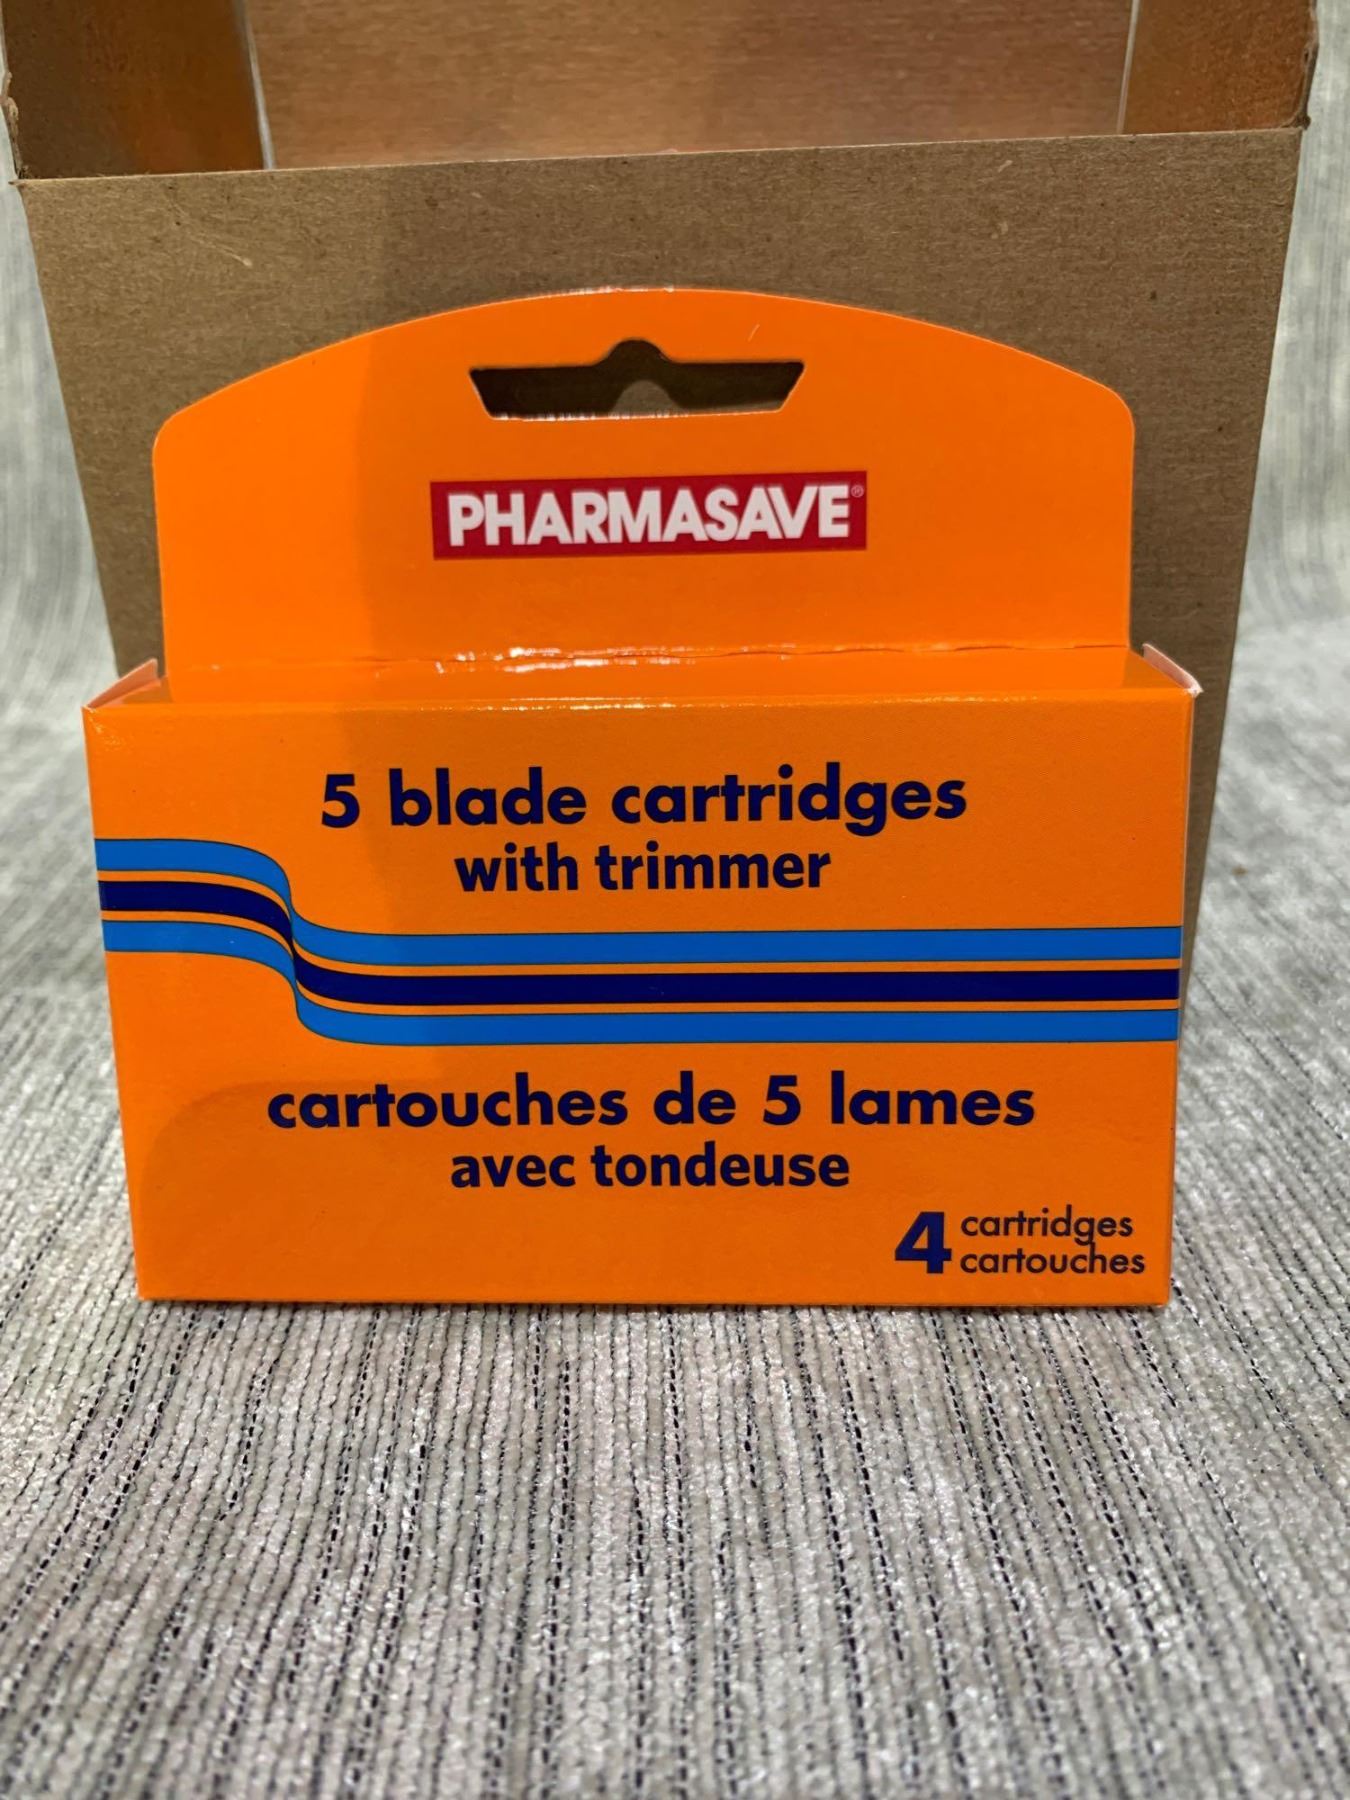 PHARMASAVE®
5 blade cartridges
with trimmer
cartouches de 5 lames
avec tondeuse
4 cartridges
cartouches